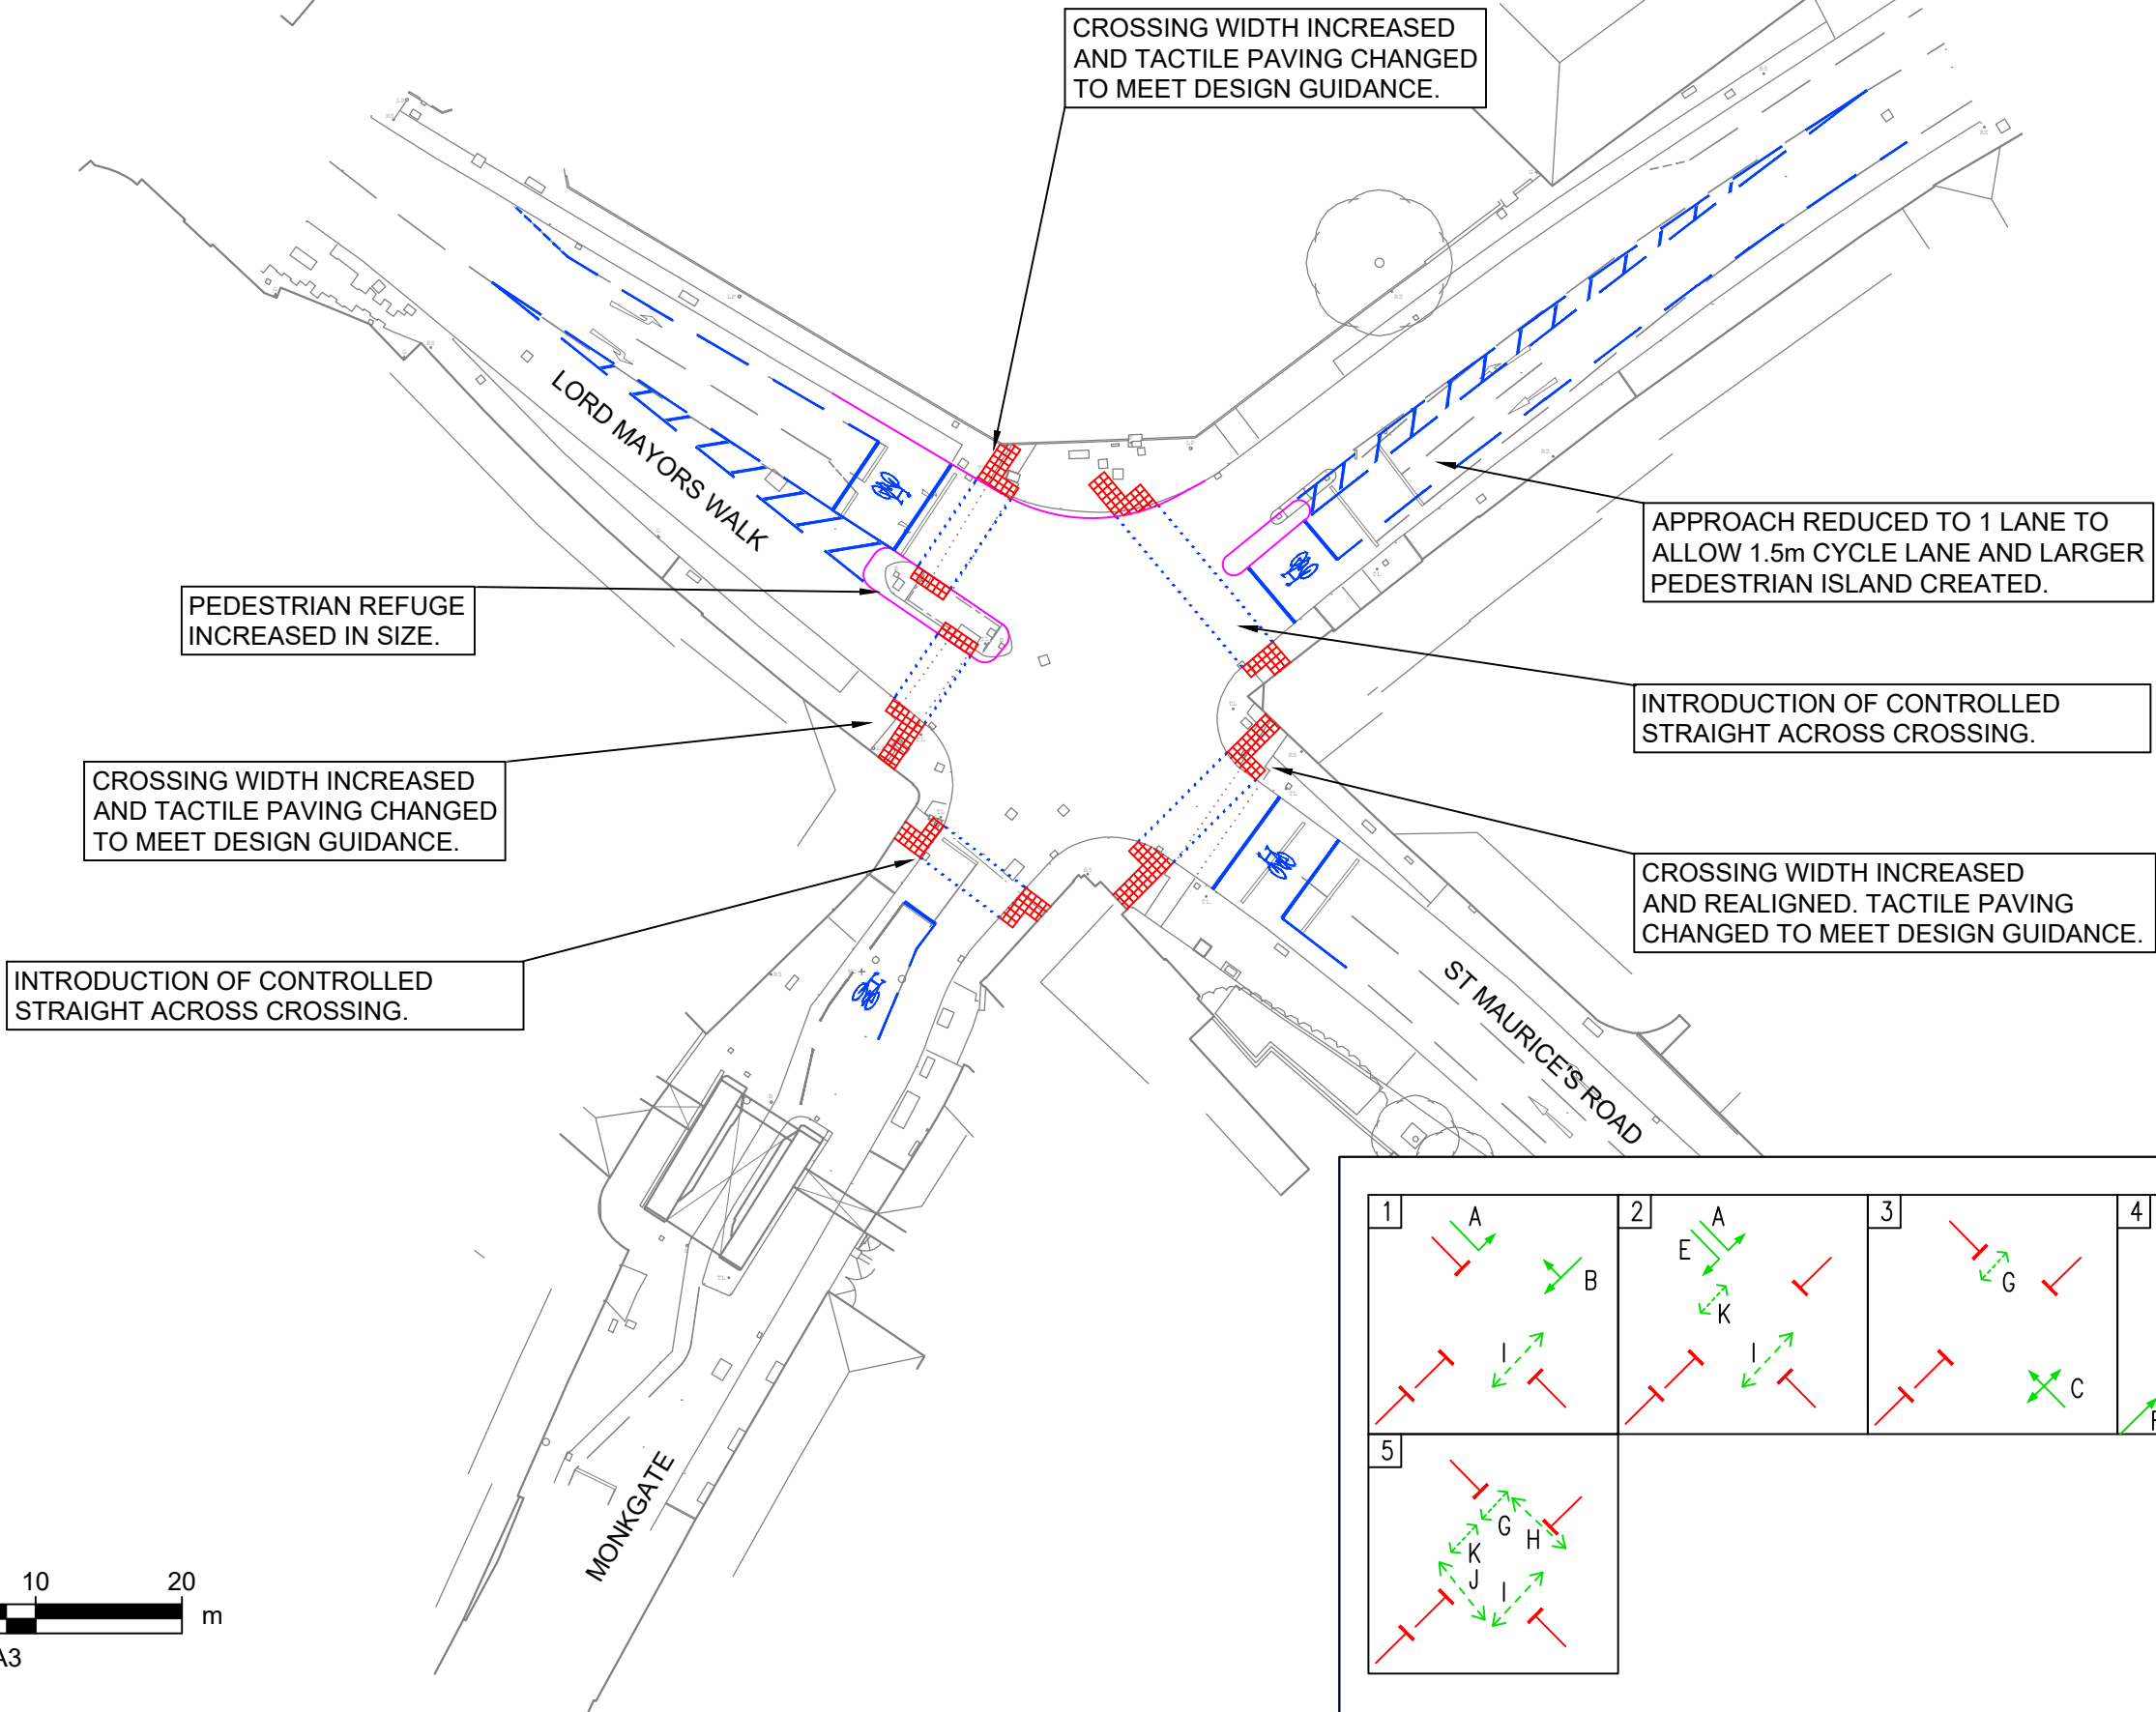 CROSSING WIDTH INCREASED
AND TACTILE PAVING CHANGED
TO MEET DESIGN GUIDANCE.
LORD MAYORS WALK
APPROACH REDUCED TO 1 LANE TO
ALLOW 1.5m CYCLE LANE AND LARGER
PEDESTRIAN ISLAND CREATED.
PEDESTRIAN REFUGE
INCREASED IN SIZE.
INTRODUCTION OF CONTROLLED
STRAIGHT ACROSS CROSSING.
CROSSING WIDTH INCREASED
AND TACTILE PAVING CHANGED
TO MEET DESIGN GUIDANCE.
CROSSING WIDTH INCREASED
AND REALIGNED. TACTILE PAVING
CHANGED TO MEET DESIGN GUIDANCE.
INTRODUCTION OF CONTROLLED
STRAIGHT ACROSS CROSSING.
ST MAURICE'S ROAD
MONKGATE
1
A
B
I
2
A
E
K
I
3
G
C
4
5
G
H
K
J
I
10 20
m
A3